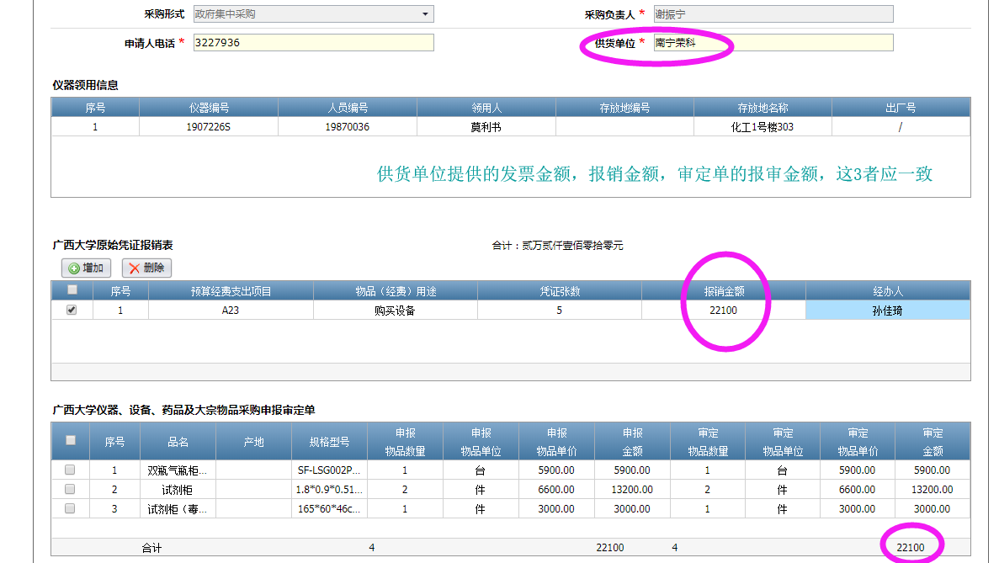 采购形式 政府集中采购 采购负责人 * 谢振宁
申请人电话 * 3227936 供货单位 * 南宁荣科
仪器领用信息
序号 仪器编号 人员编号 领用人 存放地编号 存放地名称 出厂号
1 1907226S 19870036 莫利书 化工1号楼303 /
供货单位提供的发票金额，报销金额，审定单的报审金额，这3者应一致
广西大学原始凭证报销表 合计：贰万贰仟壹佰零拾零元
增加 删除
序号 预算经费支出项目 物品（经费）用途 凭证张数 报销金额 经办人
1 A23 购买设备 5 22100 孙佳琦
广西大学仪器、设备、药品及大宗物品采购申报审定单
序号 品名 产地 规格型号 申报 申报 申报 申报 审定 审定 审定 审定
物品数量 物品单位 物品单价 金额 物品数量 物品单位 物品单价 金额
1 双瓶气瓶柜... SF-LSG002P... 1 台 5900.00 5900.00 1 台 5900.00 5900.00
2 试剂柜 1.8*0.9*0.51... 2 件 6600.00 13200.00 2 件 6600.00 13200.00
3 试剂柜（毒... 165*60*46c... 1 件 3000.00 3000.00 1 件 3000.00 3000.00
合计 4 22100 4 22100